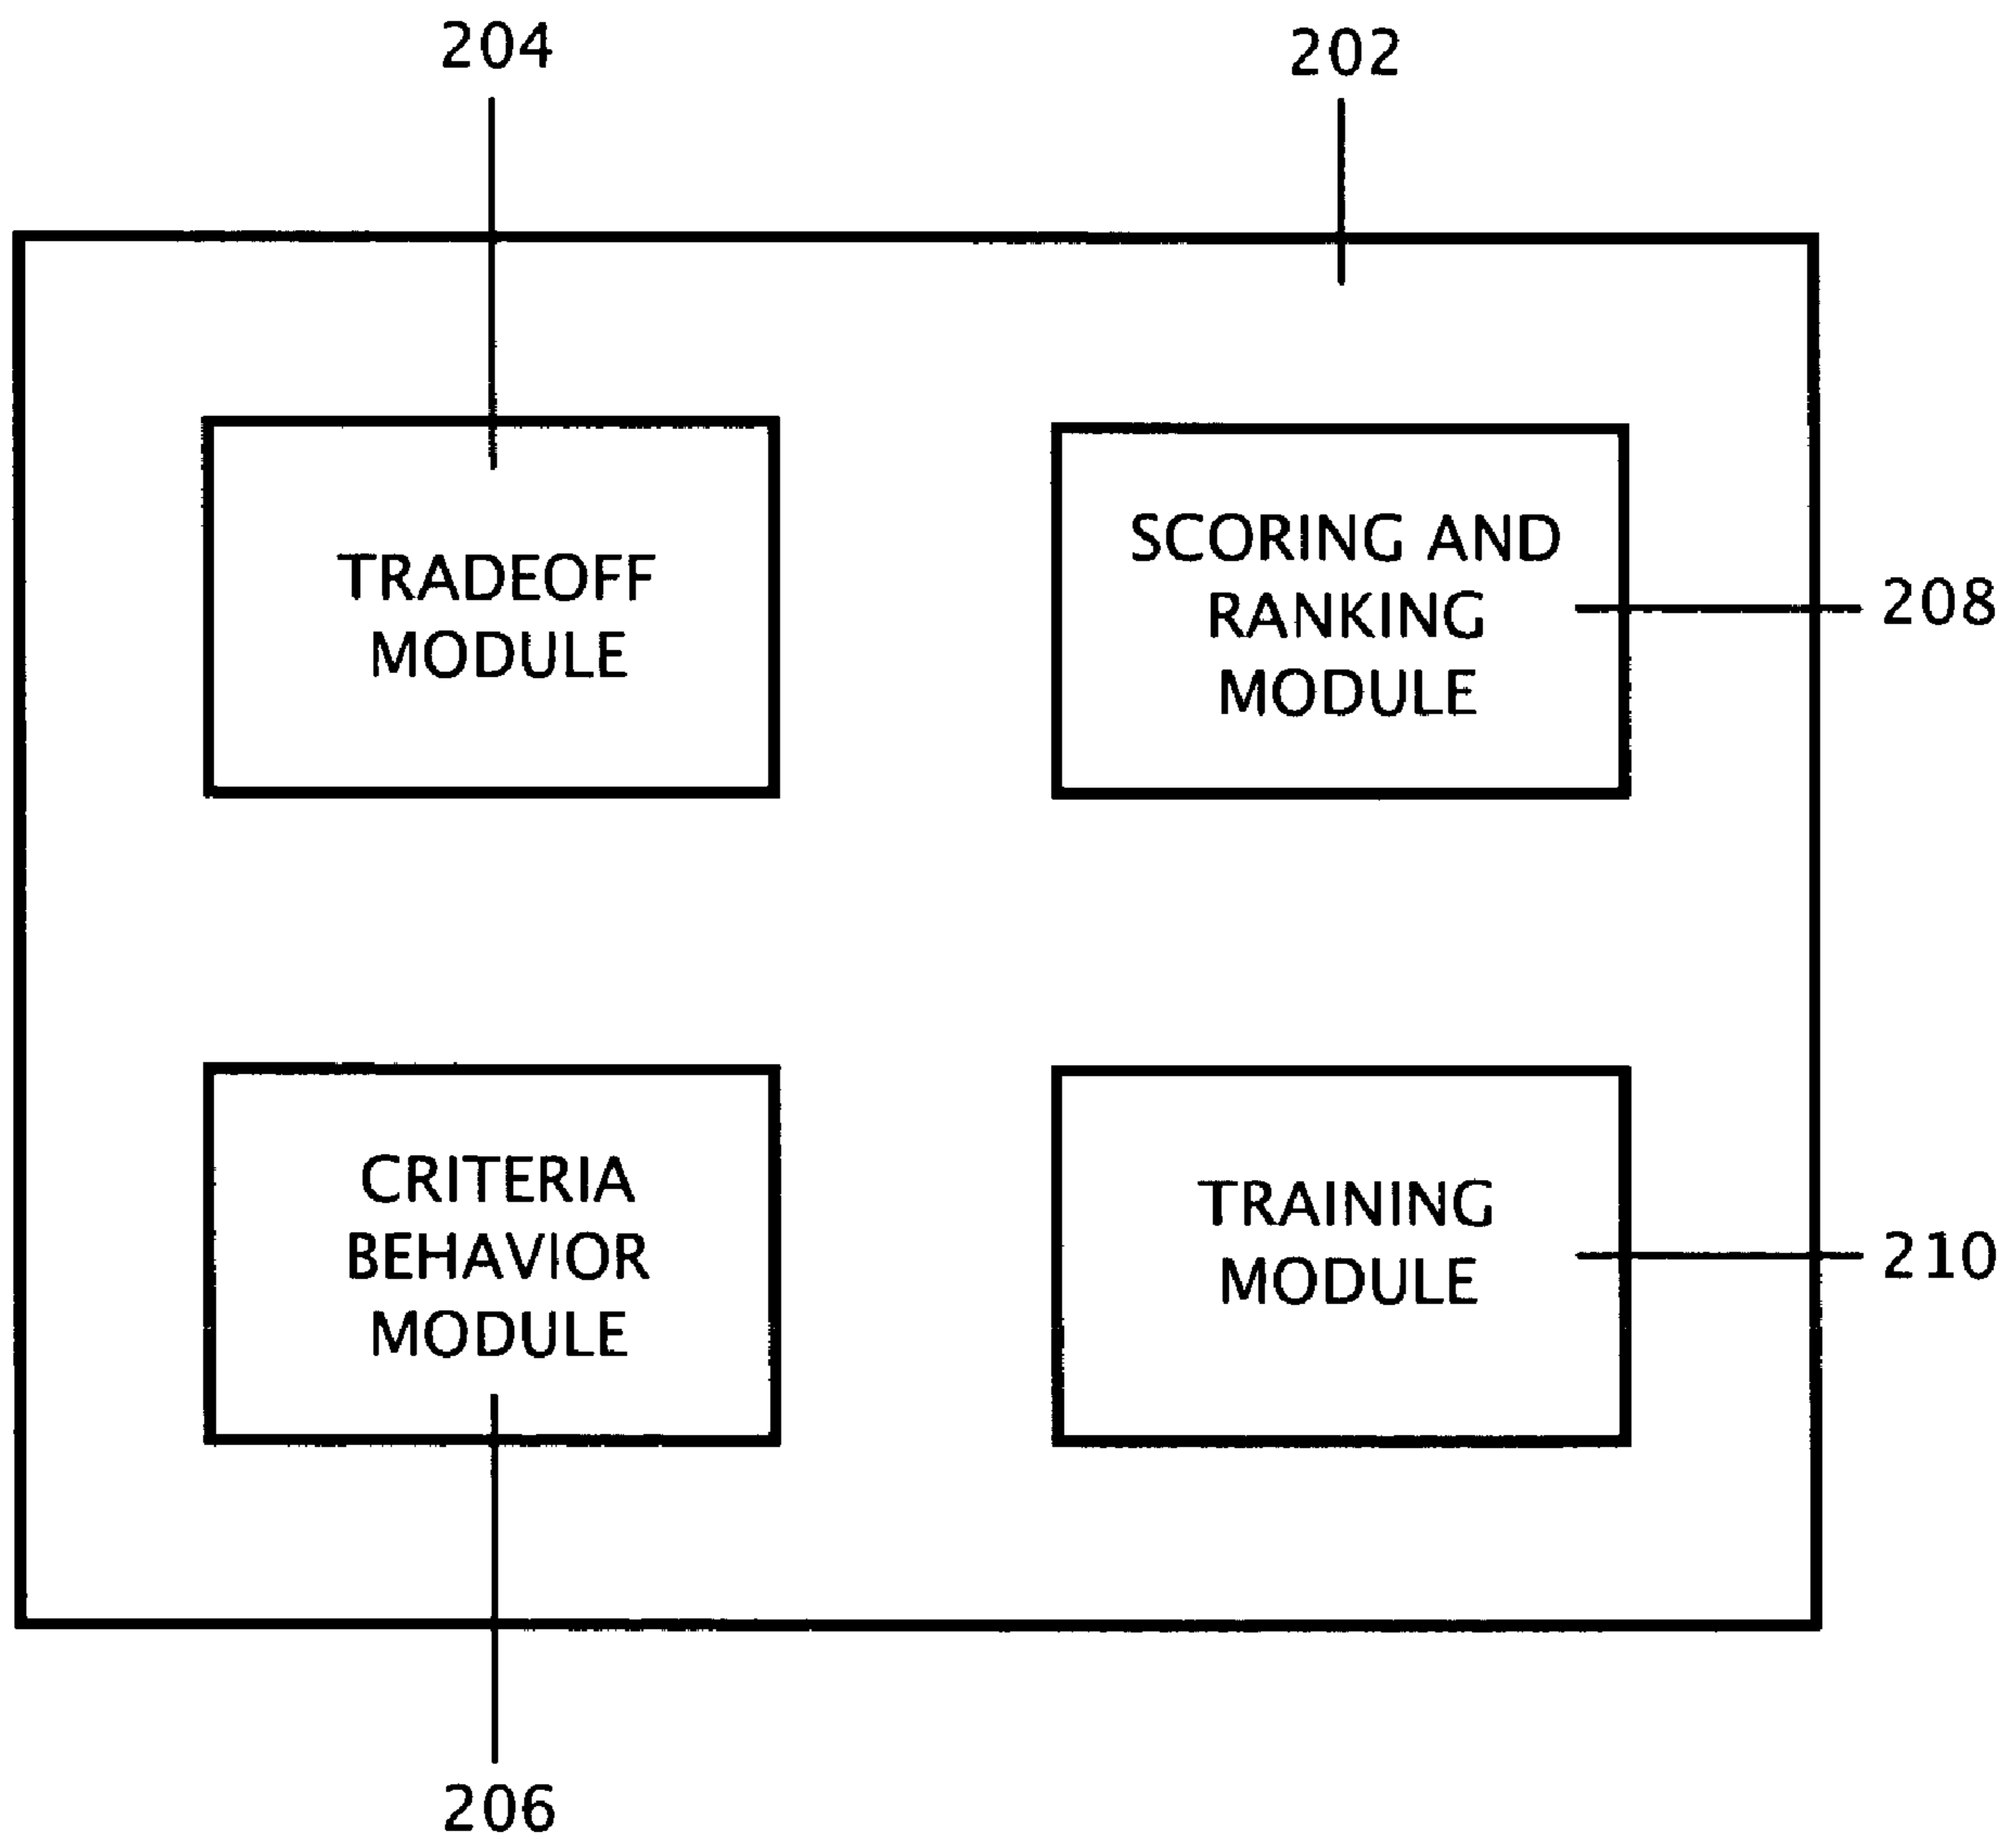 204
202
TRADEOFF
MODULE
SCORING AND
RANKING
MODULE
208
CRITERIA
BEHAVIOR
MODULE
TRAINING
MODULE
210
206